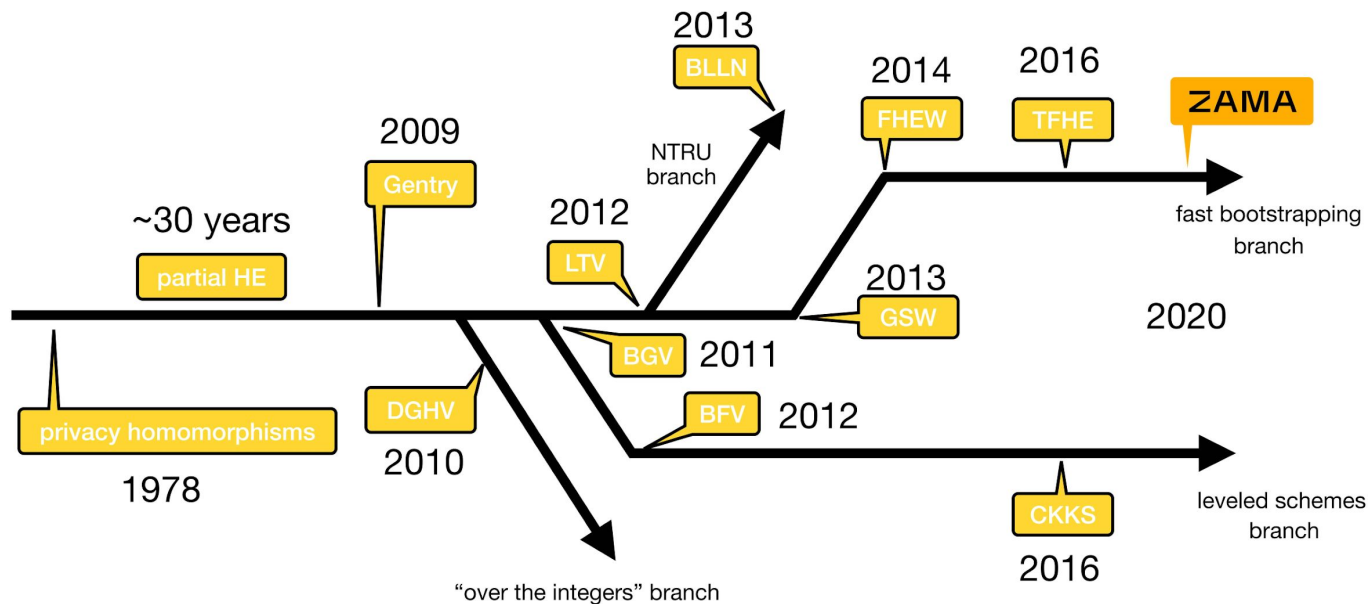 2013
BLLN
2014
FHEW
2016
TFHE
ZAMA
2009
Gentry
NTRU
branch
~30 years
partial HE
2012
LTV
fast bootstrapping
branch
2013
GSW
2020
BGV
2011
privacy homomorphisms
1978
DGHV
2010
BFV
2012
CKKS
2016
leveled schemes
branch
“over the integers” branch